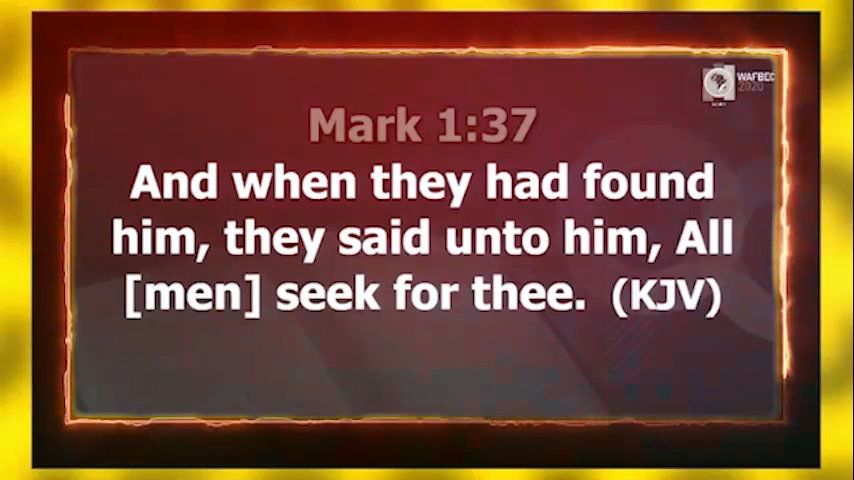 WAFBEC
2020
Mark 1:37
And when they had found
him, they said unto him, All
[men] seek for thee. (KJV)